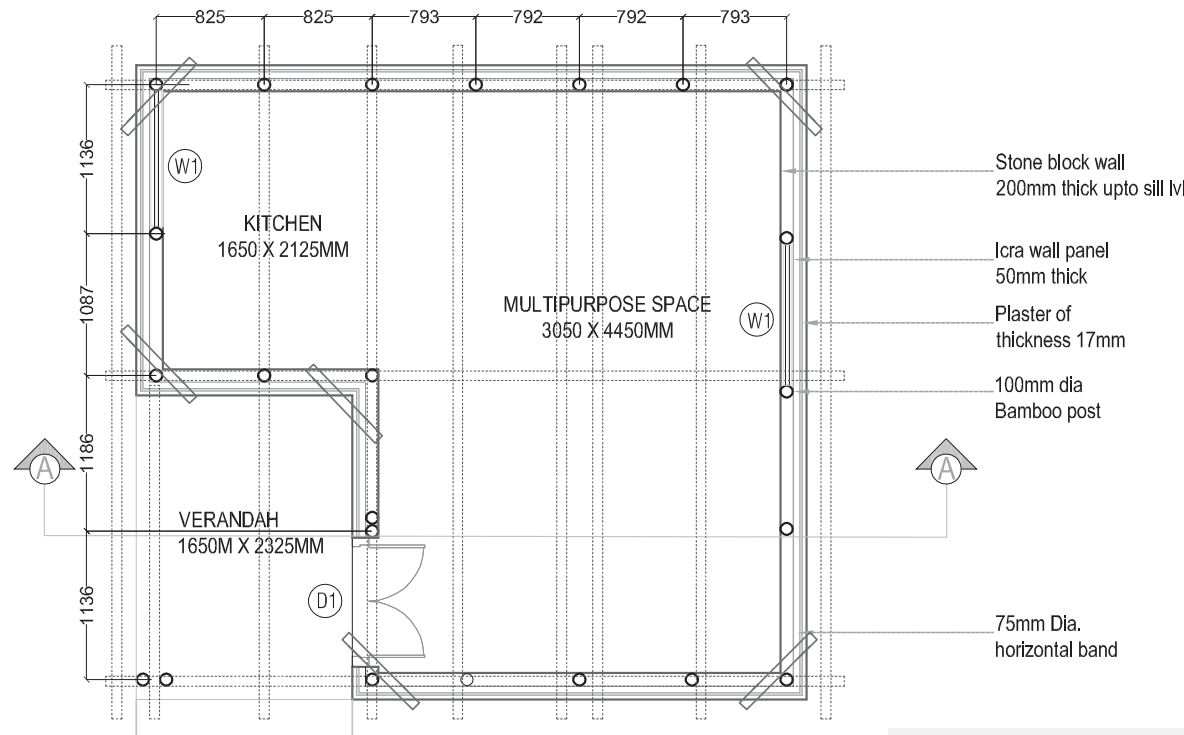 825 825 793 792 792 793
1136
1087
1186
1136
W1
KITCHEN
1650 X 2125MM
MULTIPURPOSE SPACE
3050 X 4450MM
W1
VERANDAH
1650M X 2325MM
D1
A
A
Stone block wall
200mm thick upto sill lvl
Icra wall panel
50mm thick
Plaster of
thickness 17mm
100mm dia
Bamboo post
75mm Dia.
horizontal band